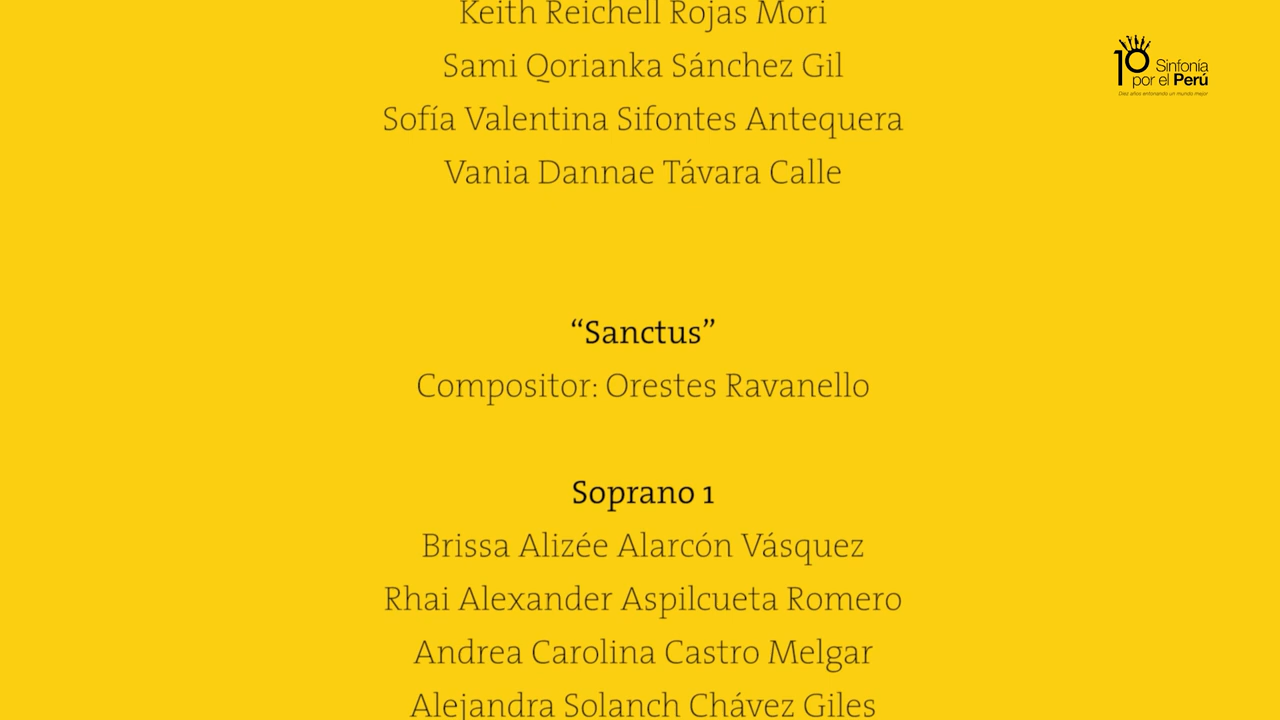 Keith Reichell Rojas Mori
Sami Qorianka Sánchez Gil
Sofía Valentina Sifontes Antequera
Vania Dannae Távara Calle
10 Sinfonía
por el Perú
Diez años entonando un mundo mejor
“Sanctus”
Compositor: Orestes Ravanello
Soprano 1
Brissa Alizée Alarcón Vásquez
Rhai Alexander Aspilcueta Romero
Andrea Carolina Castro Melgar
Alejandra Solanch Chávez Giles